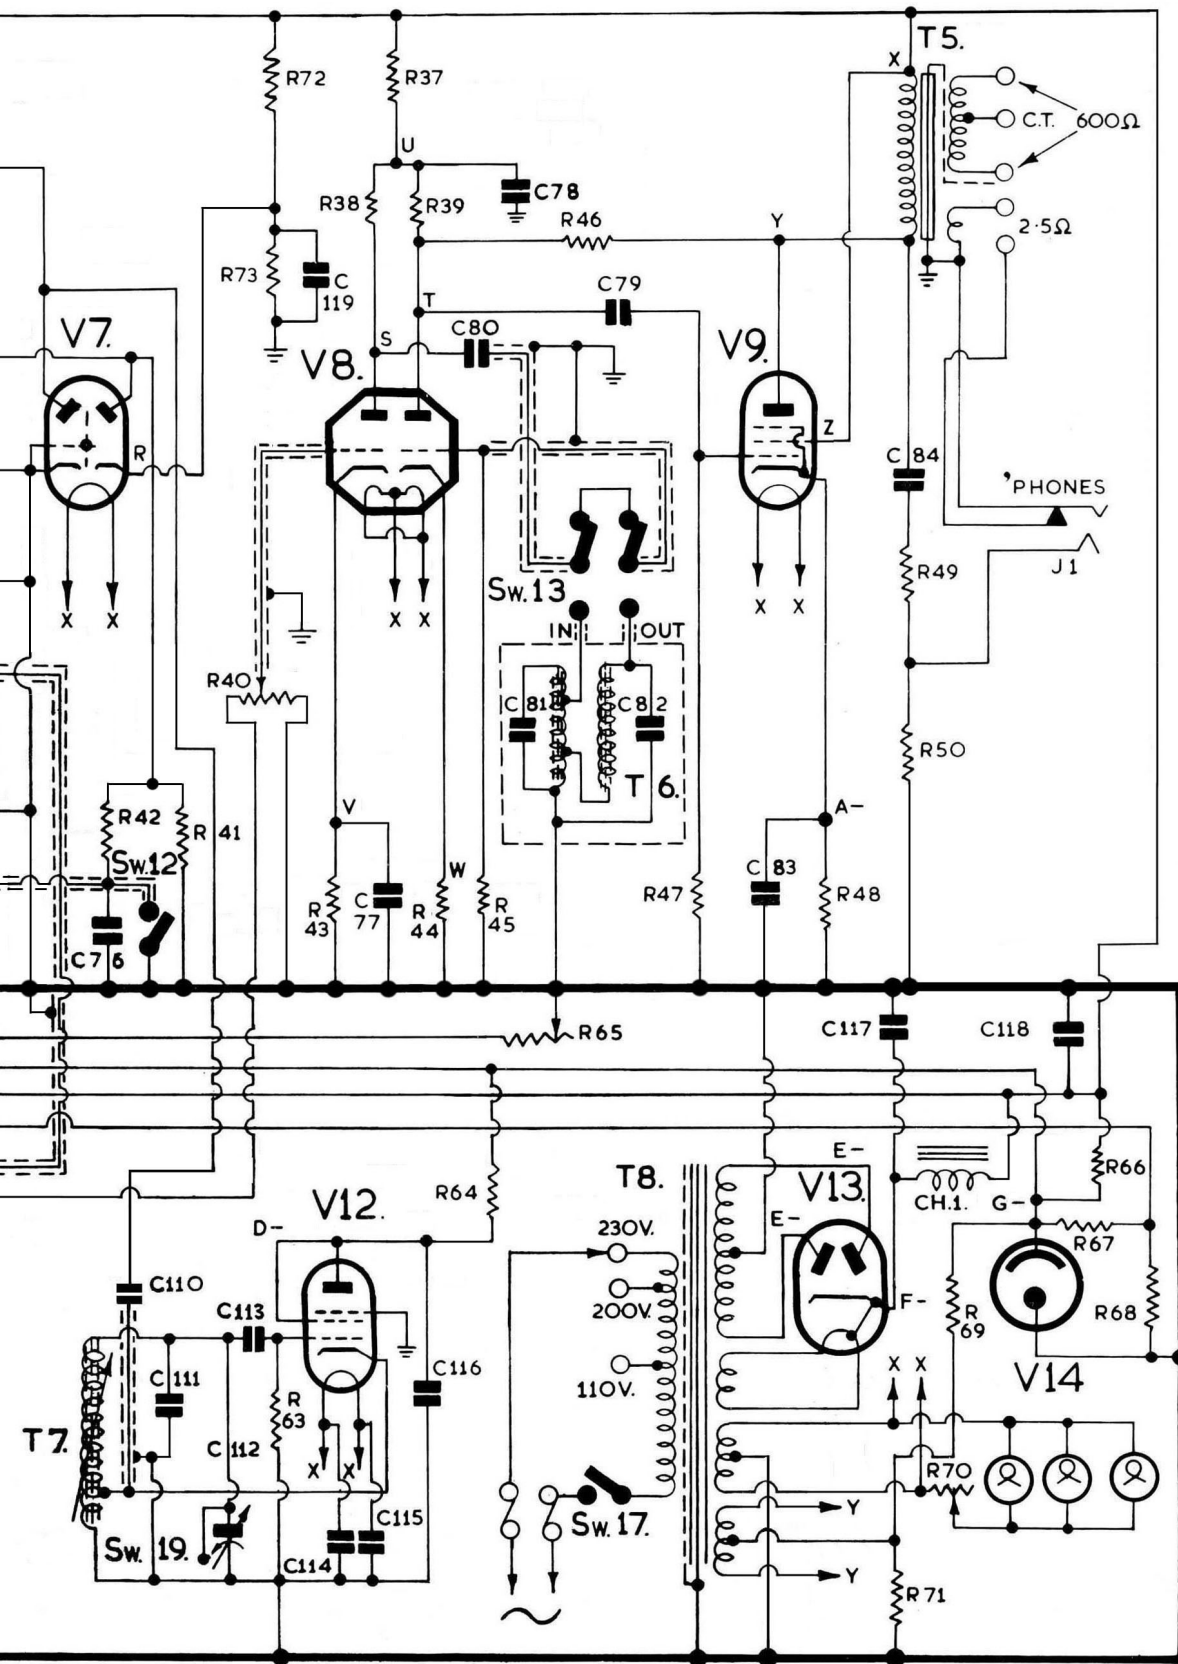 T5.
X
R72
R37
C.T.
600Ω
U
R38
R39
C78
R46
Y
2·5Ω
R73
C
119
C79
T
V7.
S
C80
V8.
V9.
R
Z
C 84
'PHONES
J1
R49
Sw.13
X X
X X
X X
IN
OUT
R40
C 81
C 82
R50
T 6.
V
A-
R42
R 41
Sw.12
W
C 83
R47
R48
R
43
C
77
R
44
R
45
C76
R65
C117
C118
E-
R66
T8.
V13.
CH.1.
G-
R64
V12.
D-
E-
230V.
R67
C110
200V.
F-
C113
R
69
R68
C 111
C116
110V.
X X
V14
R
63
T7.
C 112
X X
R70
C115
Sw. 17.
Y
Sw. 19.
C114
Y
R71